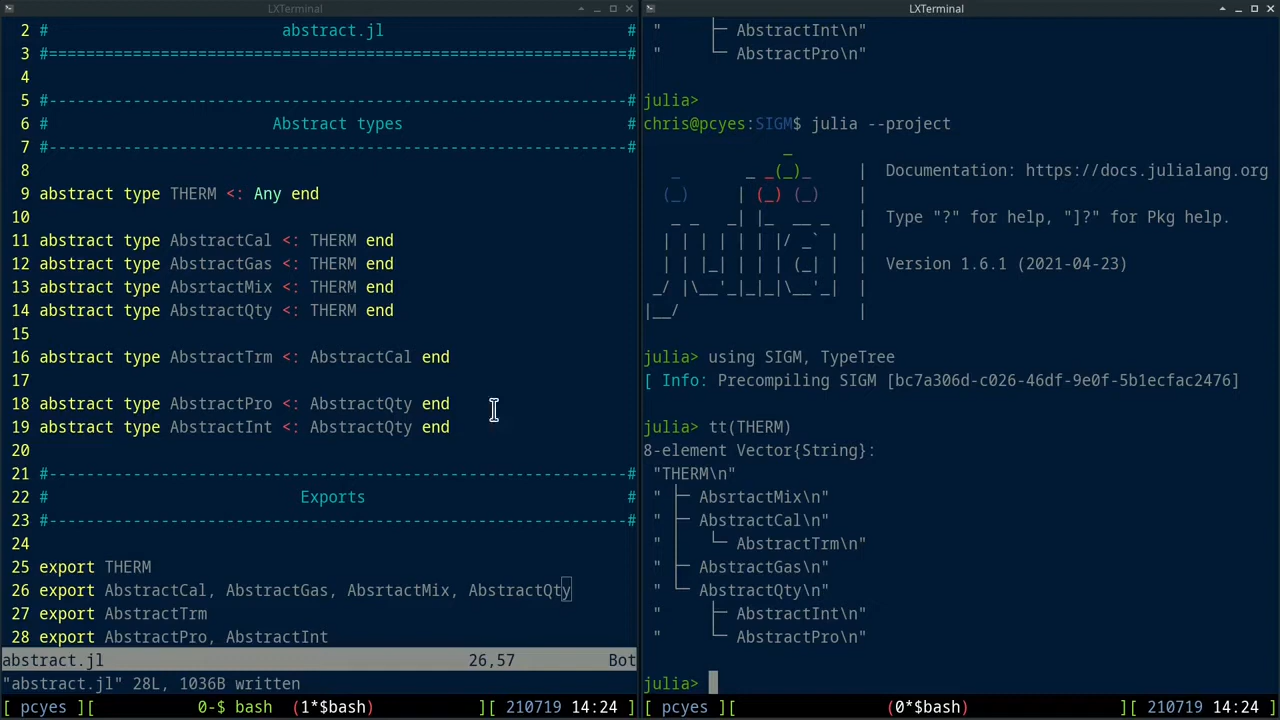 LXTerminal
2 # abstract.jl #
3 #===============================================================#
4
5 #---------------------------------------------------------------#
6 # Abstract types #
7 #---------------------------------------------------------------#
8
9 abstract type THERM <: Any end
10
11 abstract type AbstractCal <: THERM end
12 abstract type AbstractGas <: THERM end
13 abstract type AbsrtactMix <: THERM end
14 abstract type AbstractQty <: THERM end
15
16 abstract type AbstractTrm <: AbstractCal end
17
18 abstract type AbstractPro <: AbstractQty end
19 abstract type AbstractInt <: AbstractQty end
20
21 #---------------------------------------------------------------#
22 # Exports #
23 #---------------------------------------------------------------#
24
25 export THERM
26 export AbstractCal, AbstractGas, AbsrtactMix, AbstractQty
27 export AbstractTrm
28 export AbstractPro, AbstractInt
abstract.jl 26,57 Bot
"abstract.jl" 28L, 1036B written
[ pcyes ][ 0-$ bash (1*$bash) ][ 210719 14:24 ]
LXTerminal
" ├─ AbstractInt\n"
" └─ AbstractPro\n"
julia>
chris@pcyes:SIGM$ julia --project
               _
   _       _ _(_)_     |  Documentation: https://docs.julialang.org
  (_)     | (_) (_)    |
   _ _   _| |_  __ _   |  Type "?" for help, "]?" for Pkg help.
  | | | | | | |/ _` |  |
  | | |_| | | | (_| |  |  Version 1.6.1 (2021-04-23)
 _/ |\__'_|_|_|\__'_|  |
|__/                   |
julia> using SIGM, TypeTree
[ Info: Precompiling SIGM [bc7a306d-c026-46df-9e0f-5b1ecfac2476]
julia> tt(THERM)
8-element Vector{String}:
"THERM\n"
" ├─ AbsrtactMix\n"
" ├─ AbstractCal\n"
" │   └─ AbstractTrm\n"
" ├─ AbstractGas\n"
" └─ AbstractQty\n"
"     ├─ AbstractInt\n"
"     └─ AbstractPro\n"
julia>
[ pcyes ][ (0*$bash) ][ 210719 14:24 ]